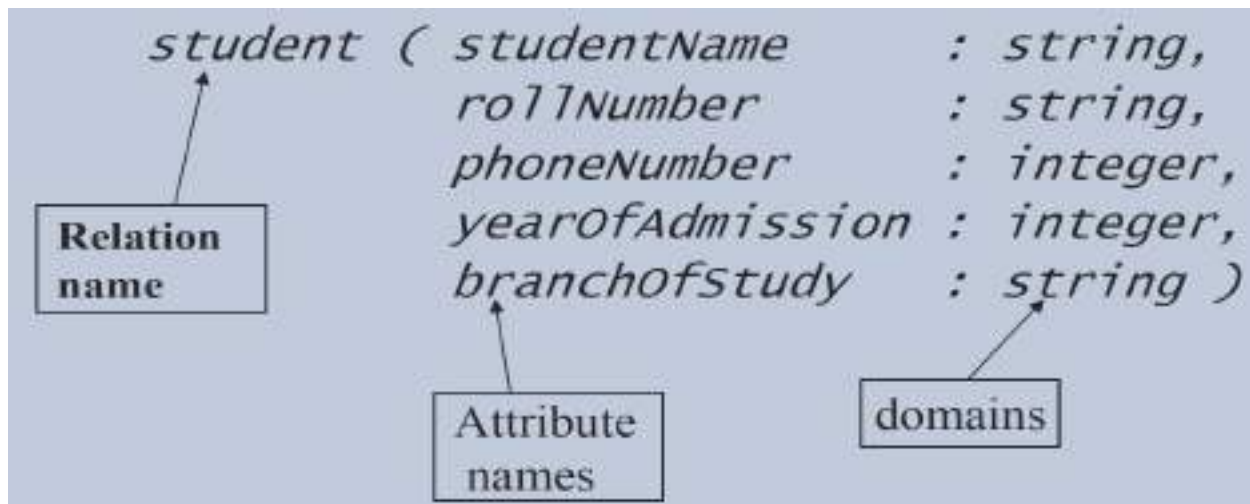 student ( studentName : string,
rollNumber : string,
phoneNumber : integer,
yearOfAdmission : integer,
branchOfStudy : string )
Relation
name
Attribute
names
domains